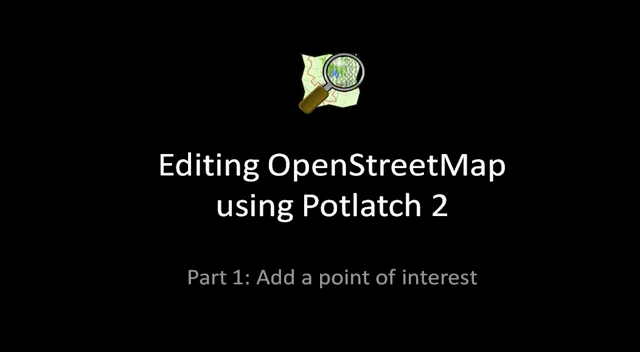 Editing OpenStreetMap
using Potlatch 2
Part 1: Add a point of interest